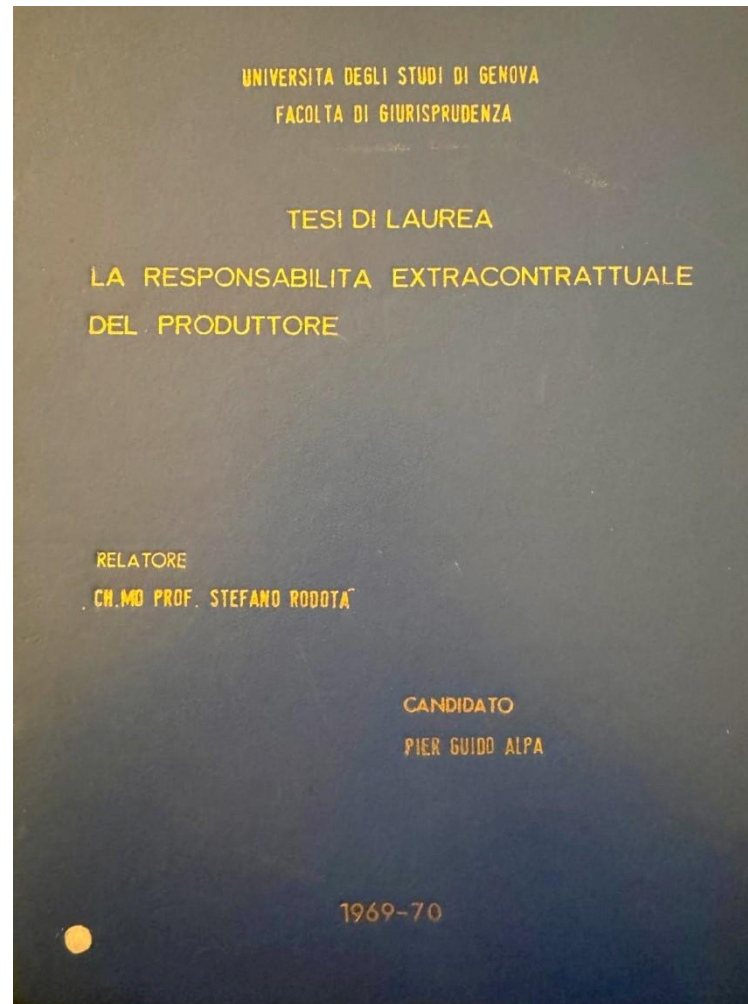 UNIVERSITA DEGLI STUDI DI GENOVA
FACOLTA DI GIURISPRUDENZA
TESI DI LAUREA
LA RESPONSABILITA EXTRACONTRATTUALE
DEL PRODUTTORE
RELATORE
CH.MO PROF. STEFANO RODOTA'
CANDIDATO
PIER GUIDO ALPA
1969-70